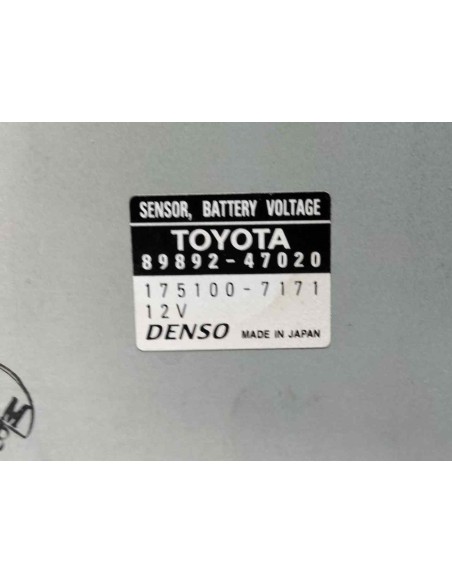 SENSOR, BATTERY VOLTAGE
TOYOTA
89892-47020
175100-7171
12V
DENSO MADE IN JAPAN